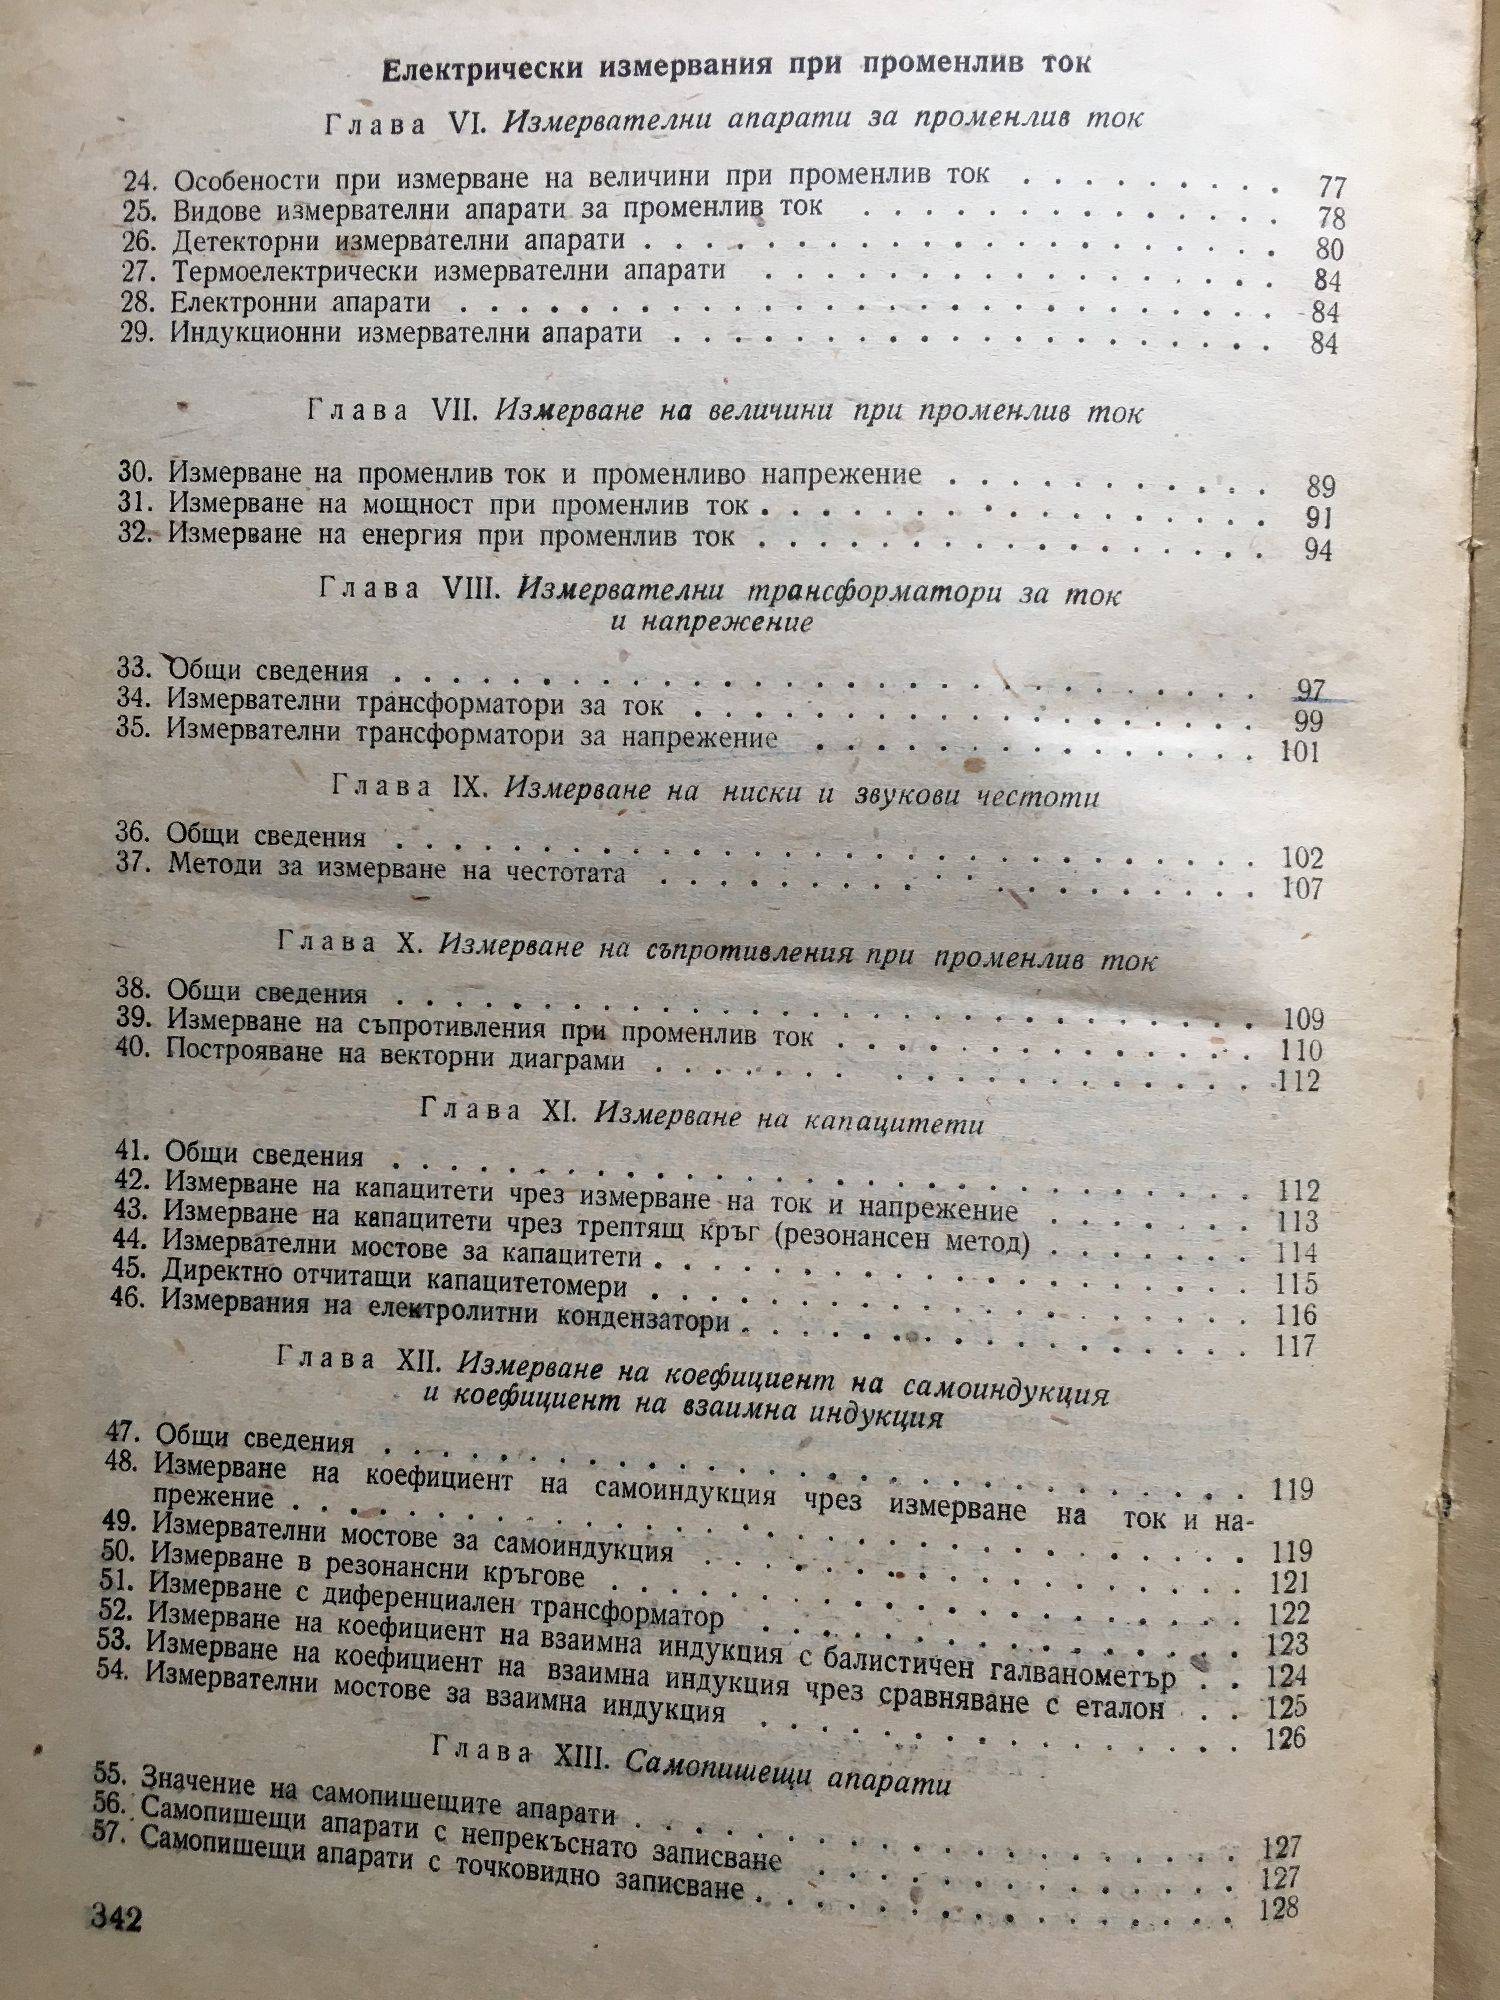 Електрически измервания при променлив ток
Глава VI. Измервателни апарати за променлив ток
24. Особености при измерване на величини при променлив ток . . . . . . . . . 77
25. Видове измервателни апарати за променлив ток . . . . . . . . . . . . . . 78
26. Детекторни измервателни апарати . . . . . . . . . . . . . . . . . . . . . 80
27. Термоелектрически измервателни апарати . . . . . . . . . . . . . . . . . 84
28. Електронни апарати . . . . . . . . . . . . . . . . . . . . . . . . . . . 84
29. Индукционни измервателни апарати . . . . . . . . . . . . . . . . . . . . 84
Глава VII. Измерване на величини при променлив ток
30. Измерване на променлив ток и променливо напрежение . . . . . . . . . . . 89
31. Измерване на мощност при променлив ток . . . . . . . . . . . . . . . . . 91
32. Измерване на енергия при променлив ток . . . . . . . . . . . . . . . . . 94
Глава VIII. Измервателни трансформатори за ток
и напрежение
33. Общи сведения . . . . . . . . . . . . . . . . . . . . . . . . . . . . . 97
34. Измервателни трансформатори за ток . . . . . . . . . . . . . . . . . . . 99
35. Измервателни трансформатори за напрежение . . . . . . . . . . . . . . . 101
Глава IX. Измерване на ниски и звукови честоти
36. Общи сведения . . . . . . . . . . . . . . . . . . . . . . . . . . . . . 102
37. Методи за измерване на честотата . . . . . . . . . . . . . . . . . . . . 107
Глава X. Измерване на съпротивления при променлив ток
38. Общи сведения . . . . . . . . . . . . . . . . . . . . . . . . . . . . . 109
39. Измерване на съпротивления при променлив ток . . . . . . . . . . . . . . 110
40. Построяване на векторни диаграми . . . . . . . . . . . . . . . . . . . . 112
Глава XI. Измерване на капацитети
41. Общи сведения . . . . . . . . . . . . . . . . . . . . . . . . . . . . . 112
42. Измерване на капацитети чрез измерване на ток и напрежение . . . . . . . 113
43. Измерване на капацитети чрез трептящ кръг (резонансен метод) . . . . . . . 114
44. Измервателни мостове за капацитети . . . . . . . . . . . . . . . . . . . . 115
45. Директно отчитащи капацитетомери . . . . . . . . . . . . . . . . . . . . 116
46. Измервания на електролитни кондензатори . . . . . . . . . . . . . . . . . 117
Глава XII. Измерване на коефициент на самоиндукция
и коефициент на взаимна индукция
47. Общи сведения . . . . . . . . . . . . . . . . . . . . . . . . . . . . . 119
48. Измерване на коефициент на самоиндукция чрез измерване на ток и на-
прежение . . . . . . . . . . . . . . . . . . . . . . . . . . . . . . . . 119
49. Измервателни мостове за самоиндукция . . . . . . . . . . . . . . . . . . 121
50. Измерване в резонансни кръгове . . . . . . . . . . . . . . . . . . . . . 122
51. Измерване с диференциален трансформатор . . . . . . . . . . . . . . . . 123
52. Измерване на коефициент на взаимна индукция с балистичен галванометър . . 124
53. Измерване на коефициент на взаимна индукция чрез сравняване с еталон . . 125
54. Измервателни мостове за взаимна индукция . . . . . . . . . . . . . . . . 126
Глава XIII. Самопишещи апарати
55. Значение на самопишещите апарати . . . . . . . . . . . . . . . . . . . . 127
56. Самопишещи апарати с непрекъснато записване . . . . . . . . . . . . . . 127
57. Самопишещи апарати с точковидно записване . . . . . . . . . . . . . . . . 128
342